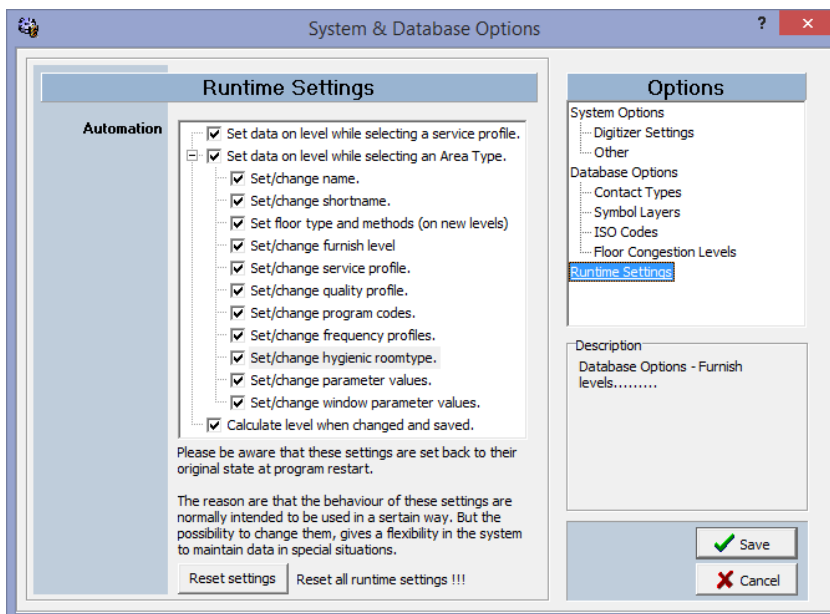 System & Database Options
?
Runtime Settings
Automation
Set data on level while selecting a service profile.
Set data on level while selecting an Area Type.
Set/change name.
Set/change shortname.
Set floor type and methods (on new levels)
Set/change furnish level
Set/change service profile.
Set/change quality profile.
Set/change program codes.
Set/change frequency profiles.
Set/change hygienic roomtype.
Set/change parameter values.
Set/change window parameter values.
Calculate level when changed and saved.
Please be aware that these settings are set back to their
original state at program restart.
The reason are that the behaviour of these settings are
normally intended to be used in a sertain way. But the
possibility to change them, gives a flexibility in the system
to maintain data in special situations.
Reset settings
Reset all runtime settings !!!
Options
System Options
Digitizer Settings
Other
Database Options
Contact Types
Symbol Layers
ISO Codes
Floor Congestion Levels
Runtime Settings
Description
Database Options - Furnish
levels.........
Save
Cancel